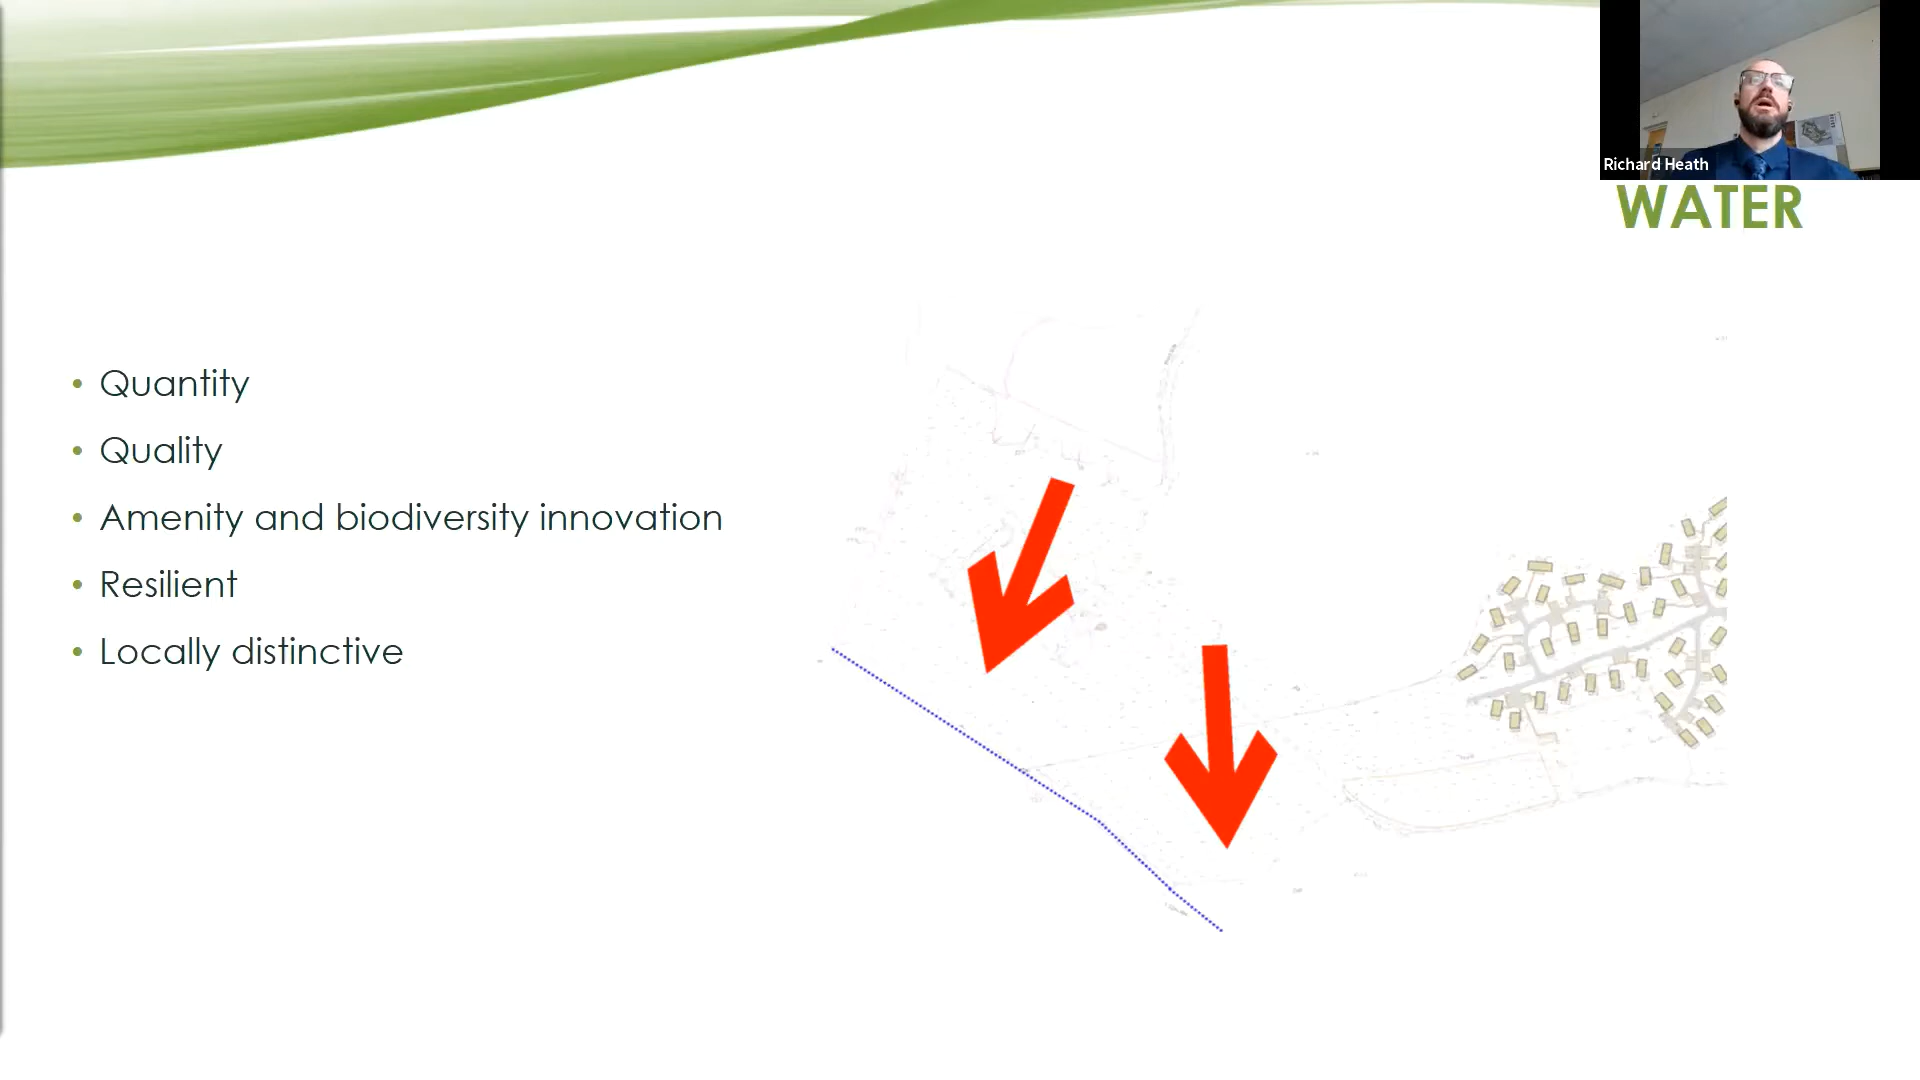 Richard Heath
WATER
• Quantity
• Quality
• Amenity and biodiversity innovation
• Resilient
• Locally distinctive